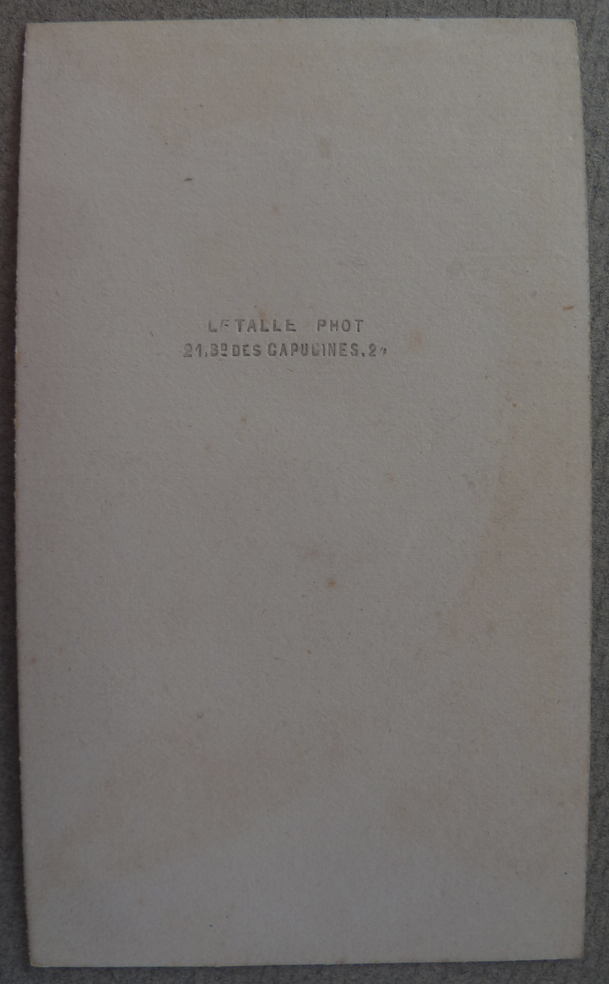 LETALLE PHOT
21, Bd DES CAPUCINES, 21